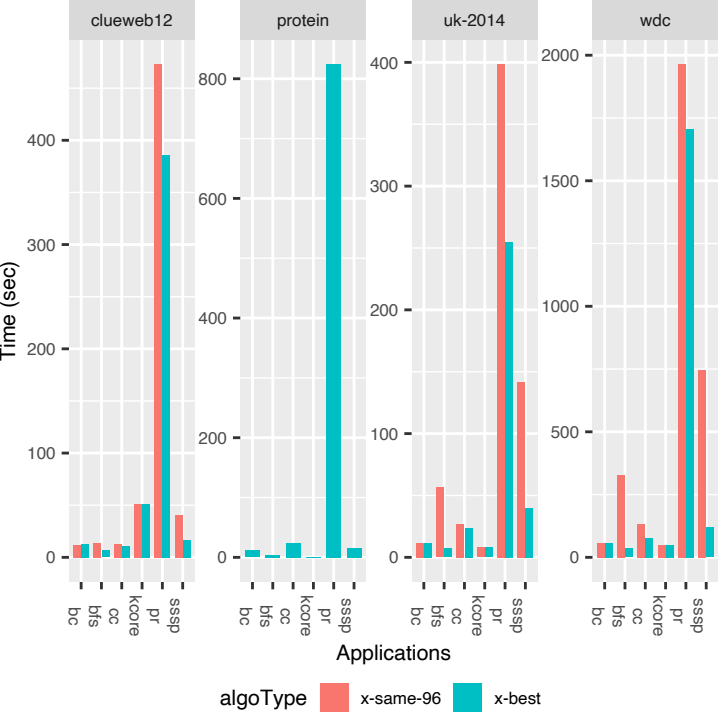 clueweb12 protein uk-2014 wdc
Time (sec)
400
300
200
100
0
800
600
400
200
0
400
300
200
100
0
2000
1500
1000
500
0
bc bfs cc kcore pr sssp
bc bfs cc kcore pr sssp
bc bfs cc kcore pr sssp
bc bfs cc kcore pr sssp
Applications
algoType x-same-96 x-best